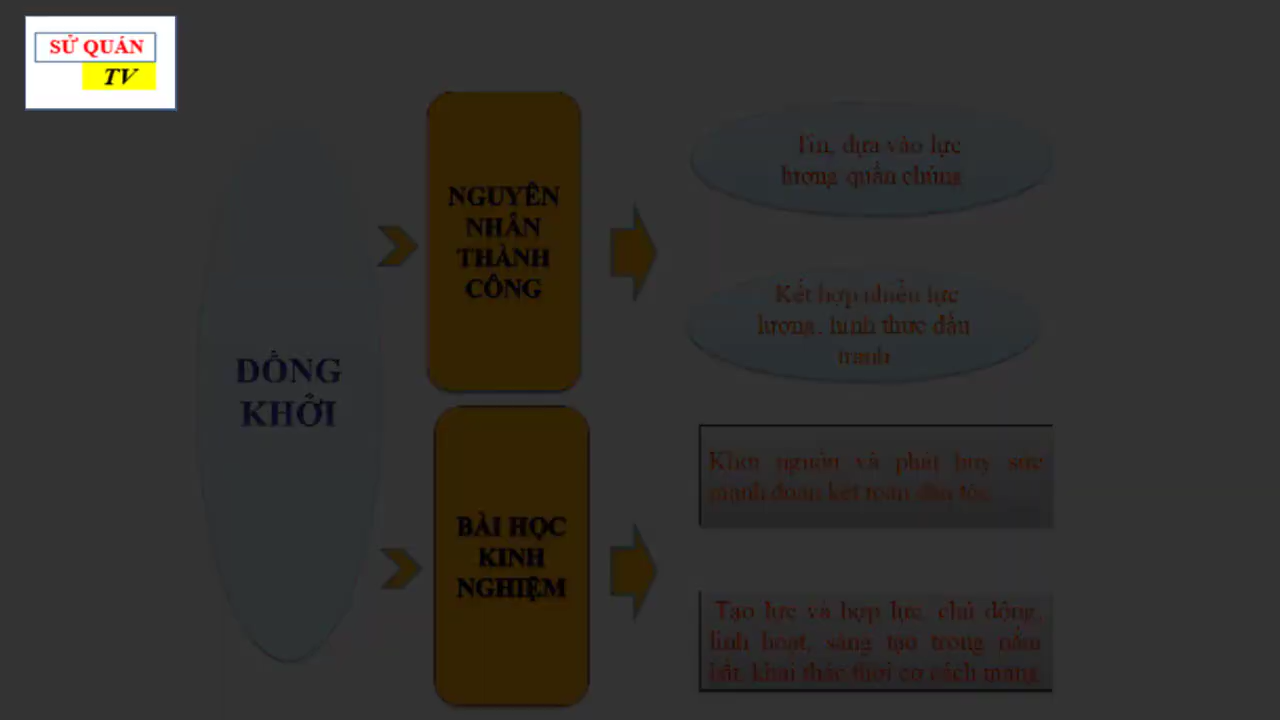 SỬ QUÁN
TV
NGUYÊN
NHÂN
THÀNH
CÔNG
Tin, dựa vào lực
lượng quần chúng
Kết hợp nhiều lực
lượng, hình thức đấu
tranh
ĐỒNG
KHỞI
BÀI HỌC
KINH
NGHIỆM
Khơi nguồn và phát huy sức
mạnh đoàn kết toàn dân tộc
Tạo lực và hợp lực, chủ động,
linh hoạt, sáng tạo trong nắm
bắt, khai thác thời cơ cách mạng